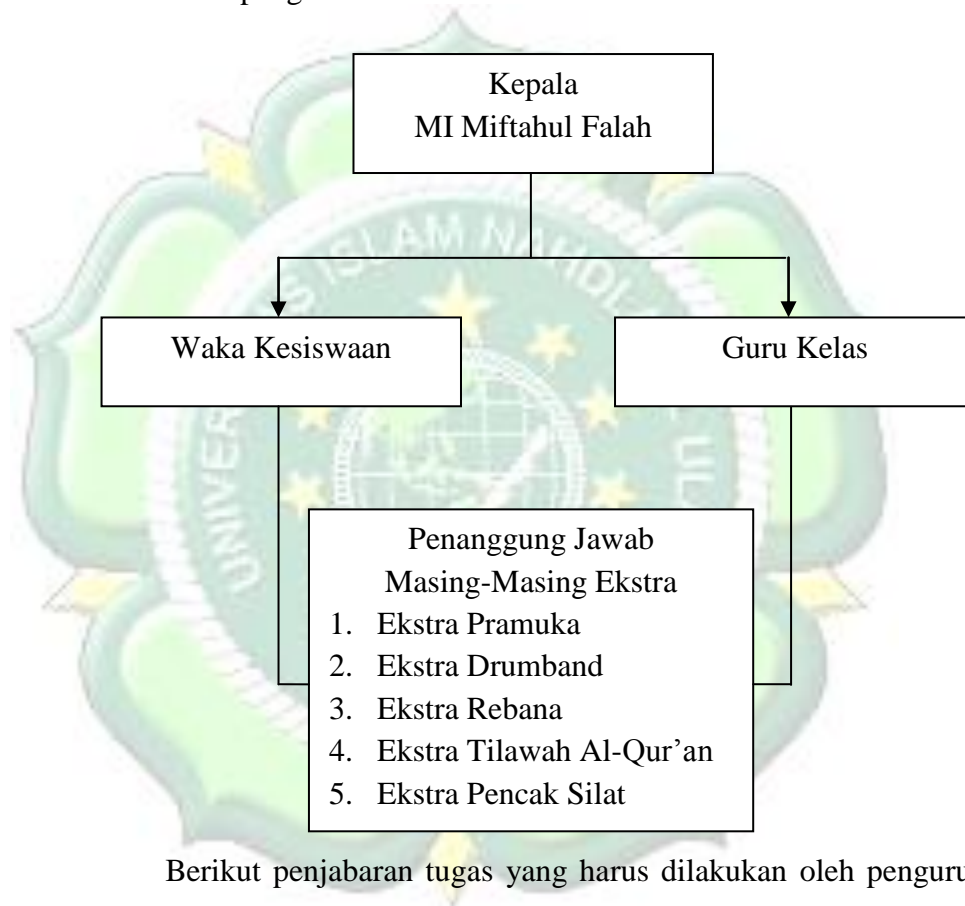 Kepala
MI Miftahul Falah
Waka Kesiswaan
Guru Kelas
Penanggung Jawab
Masing-Masing Ekstra
1. Ekstra Pramuka
2. Ekstra Drumband
3. Ekstra Rebana
4. Ekstra Tilawah Al-Qur’an
5. Ekstra Pencak Silat
Berikut penjabaran tugas yang harus dilakukan oleh
ISLAM